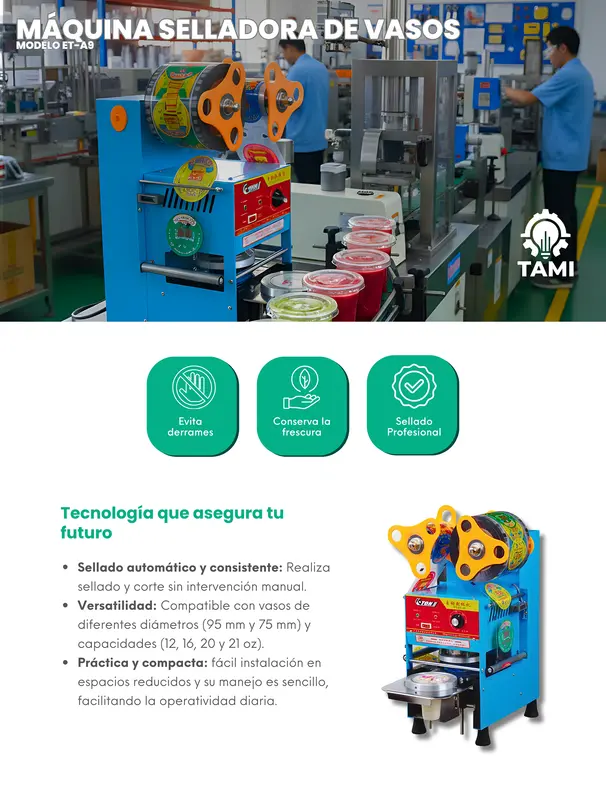 MÁQUINA SELLADORA DE VASOS
MODELO ET-A9
TAMI
Evita
derrames
Conserva la
frescura
Sellado
Profesional
Tecnología que asegura tu
futuro
• Sellado automático y consistente: Realiza
sellado y corte sin intervención manual.
• Versatilidad: Compatible con vasos de
diferentes diámetros (95 mm y 75 mm) y
capacidades (12, 16, 20 y 21 oz).
• Práctica y compacta: fácil instalación en
espacios reducidos y su manejo es sencillo,
facilitando la operatividad diaria.